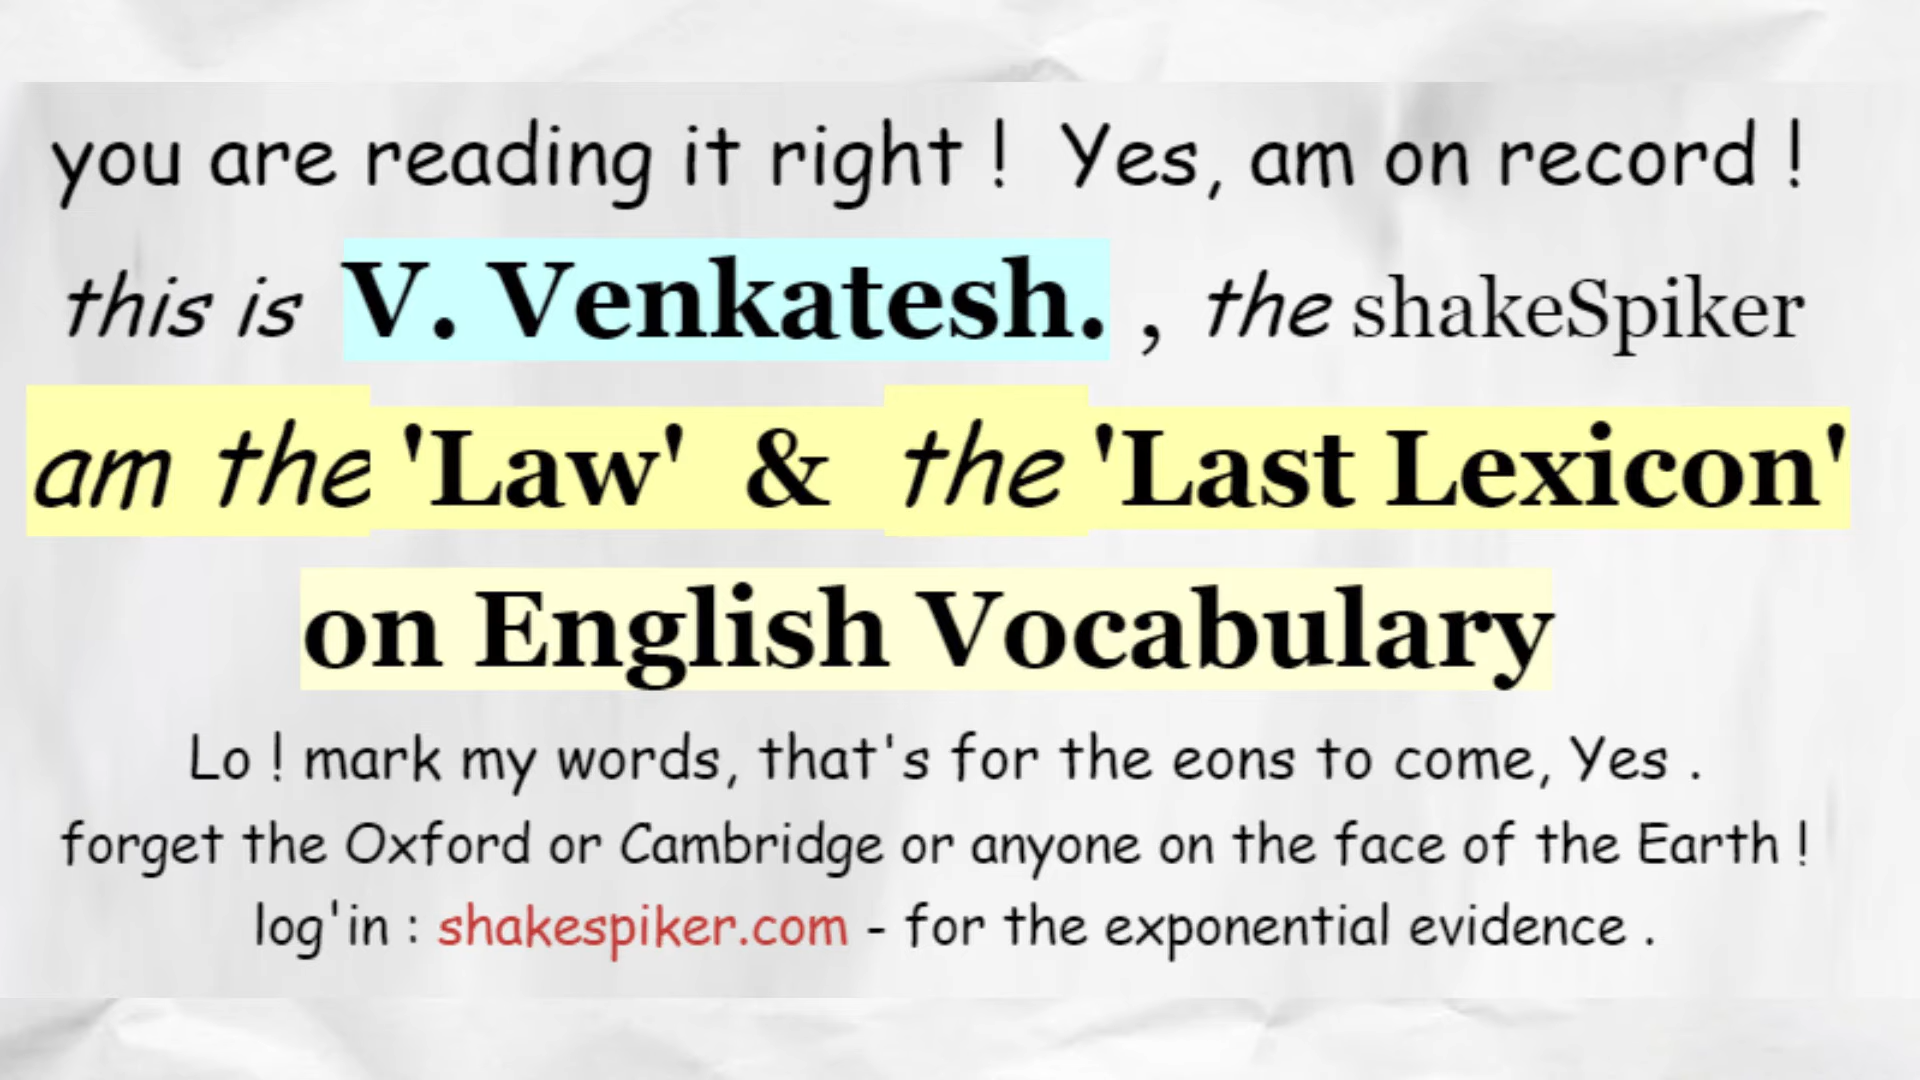 you are reading it right ! Yes, am on record !
this is V. Venkatesh. , the shakeSpiker
am the 'Law' & the 'Last Lexicon'
on English Vocabulary
Lo ! mark my words, that's for the eons to come, Yes .
forget the Oxford or Cambridge or anyone on the face of the Earth !
log'in : shakespiker.com - for the exponential evidence .